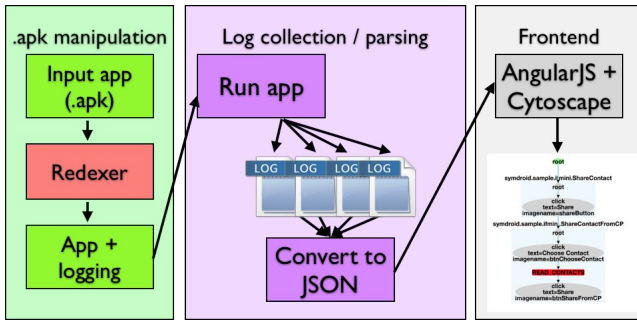 .apk manipulation
Input app
(.apk)
Redexer
App +
logging
Log collection / parsing
Run app
LOG LOG LOG LOG
Convert to
JSON
Frontend
AngularJS +
Cytoscape
root
symdroid.sample.ifmini.ShareContact
root
click
text=Share
imagename=shareButton
symdroid.sample.ifmini.ShareContactFromCP
root
click
text=Choose Contact
imagename=btnChooseContact
READ_CONTACTS
click
text=Share
imagename=btnShareFromCP